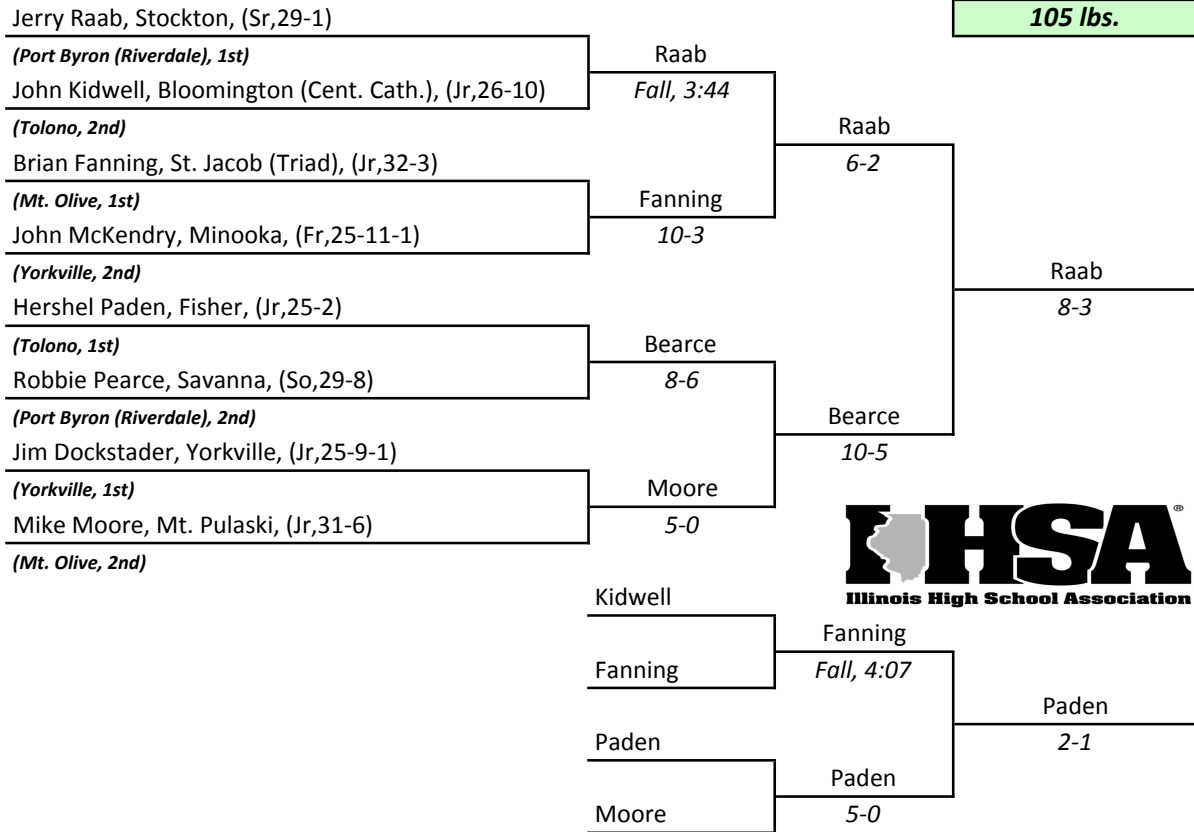 Jerry Raab, Stockton, (Sr,29-1)
105 lbs.
(Port Byron (Riverdale), 1st)
Raab
John Kidwell, Bloomington (Cent. Cath.), (Jr,26-10)
Fall, 3:44
(Tolono, 2nd)
Raab
Brian Fanning, St. Jacob (Triad), (Jr,32-3)
6-2
(Mt. Olive, 1st)
Fanning
John McKendry, Minooka, (Fr,25-11-1)
10-3
(Yorkville, 2nd)
Raab
Hershel Paden, Fisher, (Jr,25-2)
8-3
(Tolono, 1st)
Bearce
Robbie Pearce, Savanna, (So,29-8)
8-6
(Port Byron (Riverdale), 2nd)
Bearce
Jim Dockstader, Yorkville, (Jr,25-9-1)
10-5
(Yorkville, 1st)
Moore
Mike Moore, Mt. Pulaski, (Jr,31-6)
5-0
(Mt. Olive, 2nd)
IHSA®
Illinois High School Association
Kidwell
Fanning
Fanning
Fall, 4:07
Paden
Paden
2-1
Paden
Moore
5-0